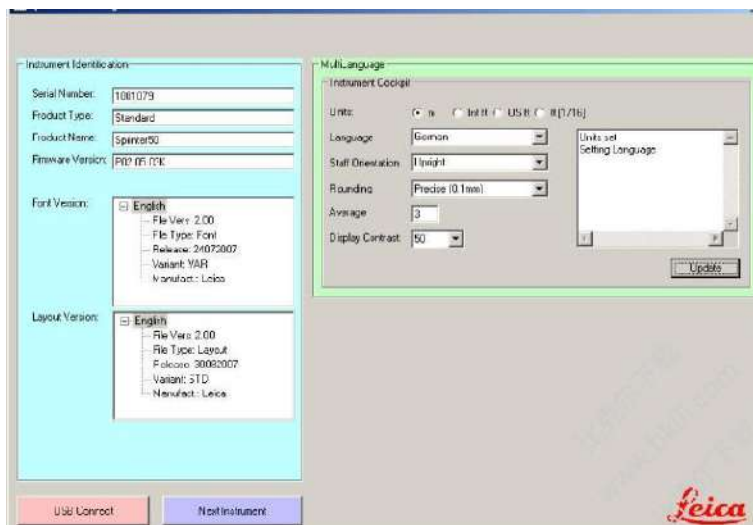 Instrument Identification
Serial Number: 1001079
Product Type: Standard
Product Name: Sprinter50
Firmware Version: P02.05.03K
Font Version:
English
File Vers: 2.00
File Type: Font
Release: 24072007
Variant: VAR
Manufact.: Leica
Layout Version:
English
File Vers: 2.00
File Type: Layout
Release: 30082007
Variant: STD
Manufact.: Leica
USB Connect
Next Instrument
MultiLanguage
Instrument Cockpit
Units: m Int ft US ft ft [1/16]
Language German
Staff Orientation Upright
Rounding Precise (0.1mm)
Average 3
Display Contrast 50
Units set
Setting Language
Update
Leica